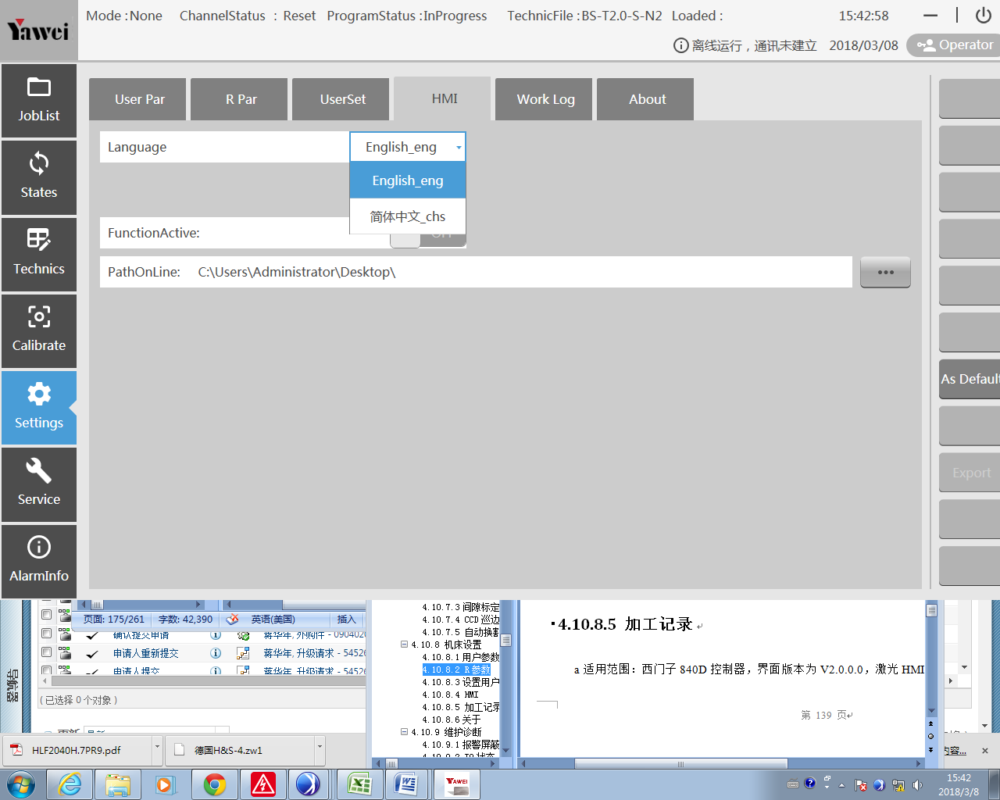 Yawei
Mode : None ChannelStatus : Reset ProgramStatus : InProgress TechnicFile : BS-T2.0-S-N2 Loaded : 15:42:58
离线运行，通讯未建立 2018/03/08 Operator
User Par R Par UserSet HMI Work Log About
JobList
States
Technics
Calibrate
Settings
Service
AlarmInfo
Language English_eng
English_eng
简体中文_chs
FunctionActive:
PathOnLine: C:\Users\Administrator\Desktop\
As Default
Export
页面: 175/261 字数: 42,390 英语(美国) 插入
确认提交申请 蒋华年, 外购件 - 090402
申请人重新提交 蒋华年, 升级请求 - 54526
申请人提交 蒋华年, 升级请求 - 54526
(已选择 0 个对象 )
导航器
4.10.7.3 间隙标定
4.10.7.4 CCD 巡边
4.10.7.5 自动换割
4.10.8 机床设置
4.10.8.1 用户参数
4.10.8.2 R 参数
4.10.8.3 设置用户
4.10.8.4 HMI
4.10.8.5 加工记录
4.10.8.6 关于
4.10.9 维护诊断
4.10.9.1 报警屏蔽
4.10.8.5 加工记录
a 适用范围：西门子 840D 控制器，界面版本为 V2.0.0.0，激光 HMI
第 139 页
HLF2040H.7PR9.pdf 德国H&S-4.zw1
内容...
YAWEI
15:42
2018/3/8